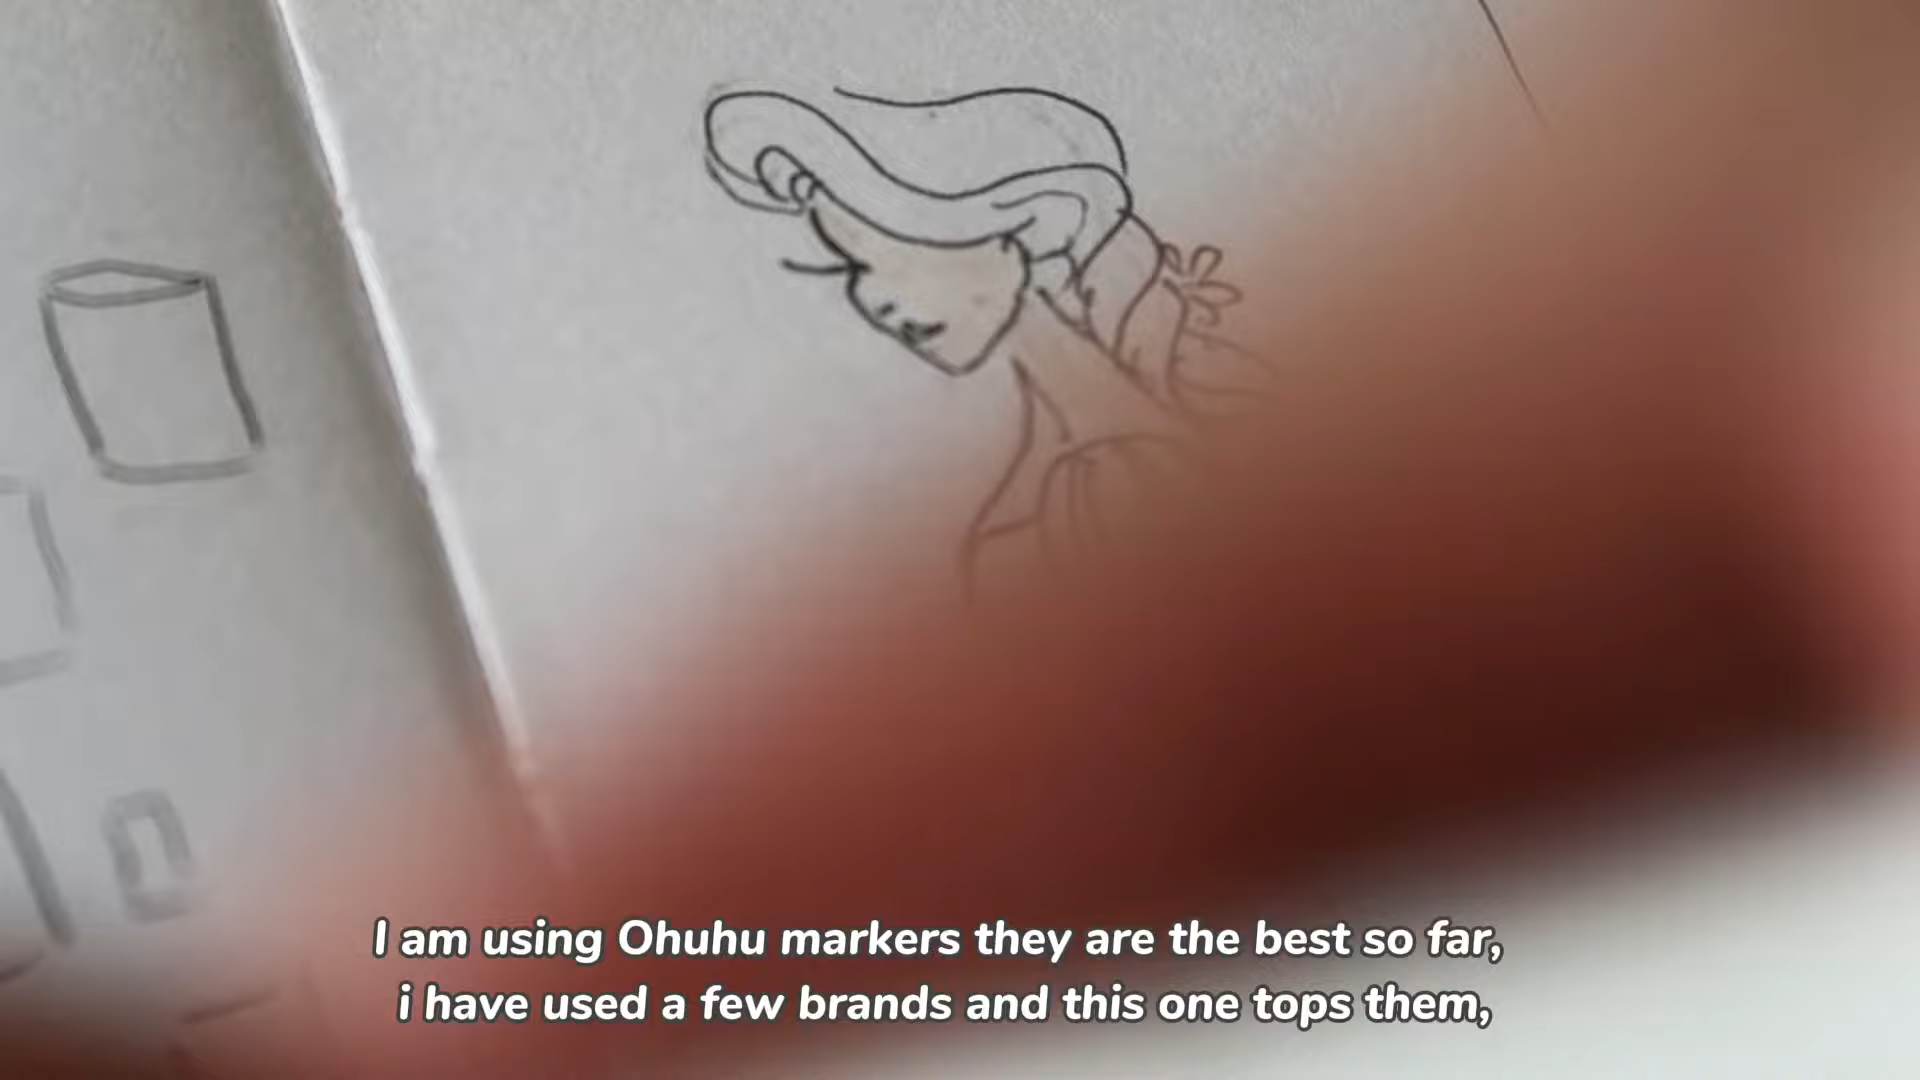 I am using Ohuhu markers they are the best so far,
i have used a few brands and this one tops them,